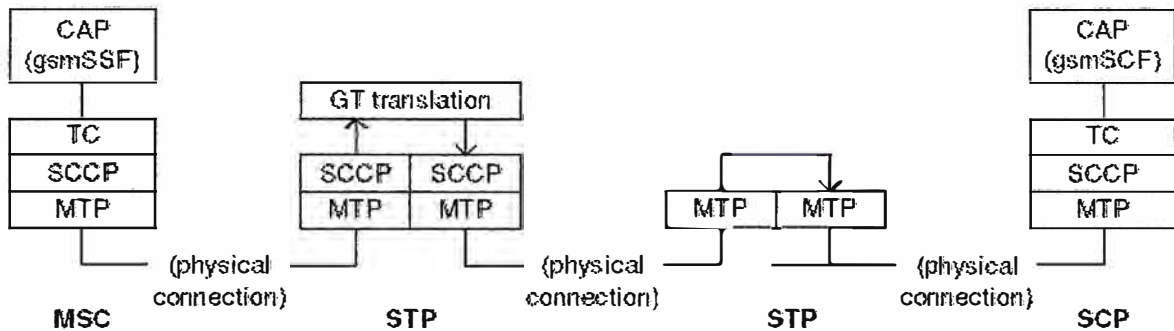 CAP
(gsmSSF)
TC
SCCP
MTP
(physical
connection)
MSC
GT translation
SCCP SCCP
MTP MTP
STP
(physical
connection)
MTP MTP
STP
(physical
connection)
CAP
(gsmSCF)
TC
SCCP
MTP
SCP